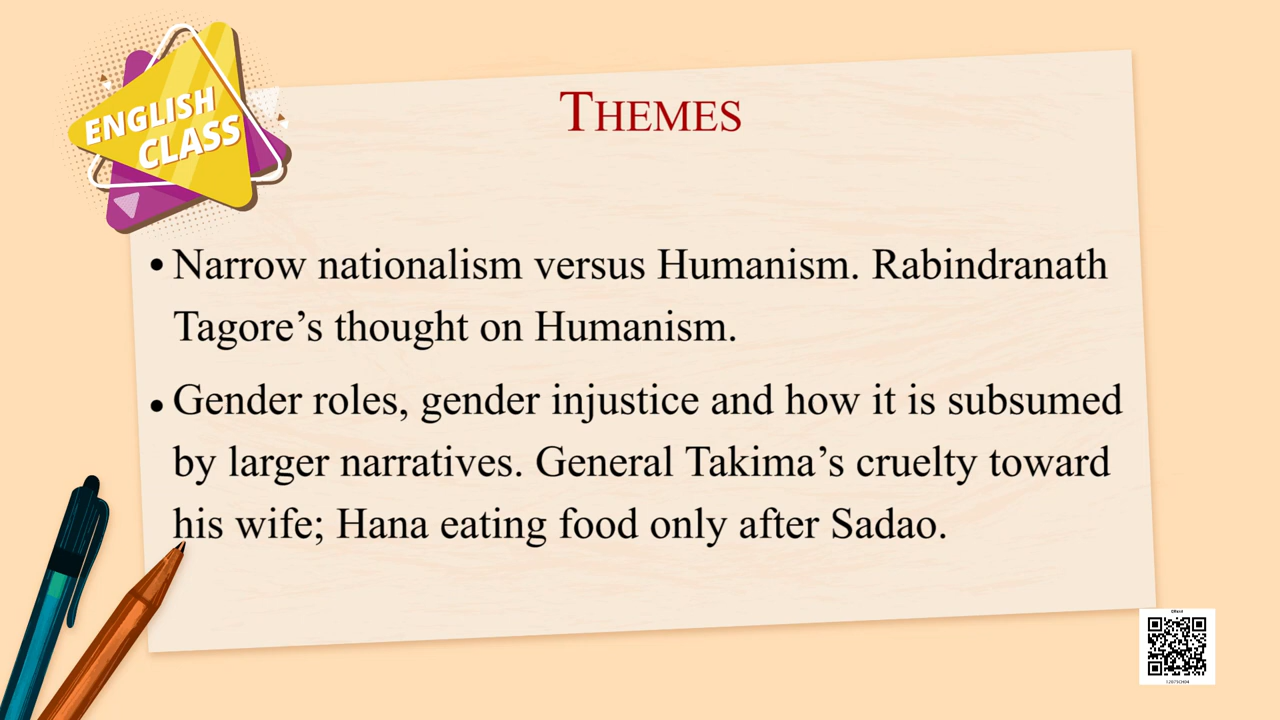 ENGLISH
CLASS
THEMES
• Narrow nationalism versus Humanism. Rabindranath
Tagore’s thought on Humanism.
• Gender roles, gender injustice and how it is subsumed
by larger narratives. General Takima’s cruelty toward
his wife; Hana eating food only after Sadao.